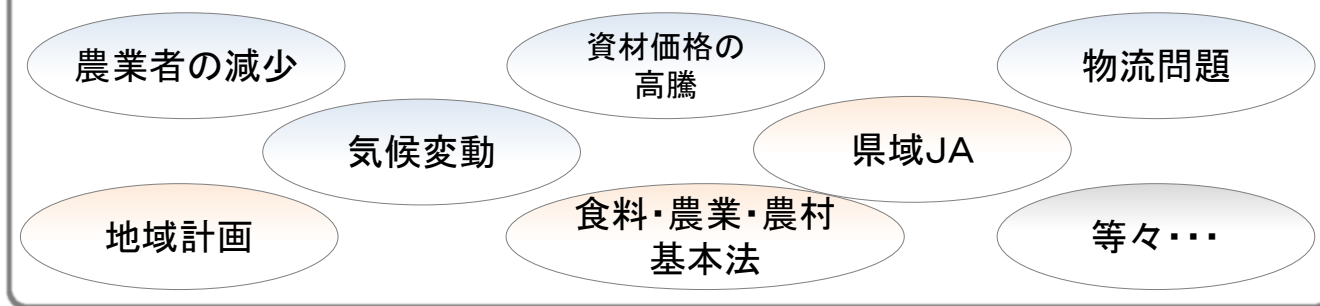 農業者の減少
資材価格の
高騰
物流問題
気候変動
県域JA
地域計画
食料・農業・農村
基本法
等々・・・